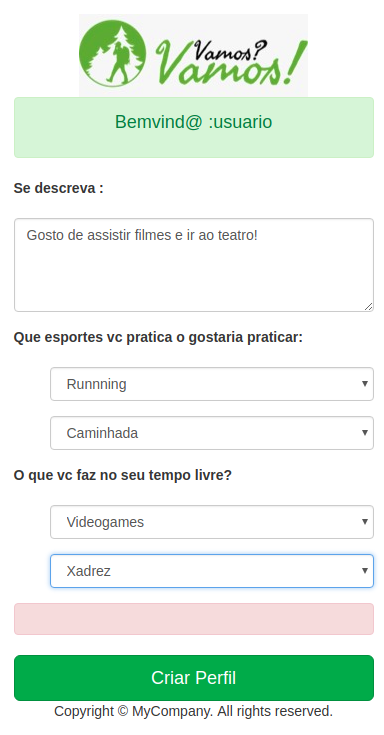 Vamos?
Vamos!
Bemvind@ :usuario
Se descreva :
Gosto de assistir filmes e ir ao teatro!
Que esportes vc pratica o gostaria praticar:
Runnning
Caminhada
O que vc faz no seu tempo livre?
Videogames
Xadrez
Criar Perfil
Copyright © MyCompany. All rights reserved.